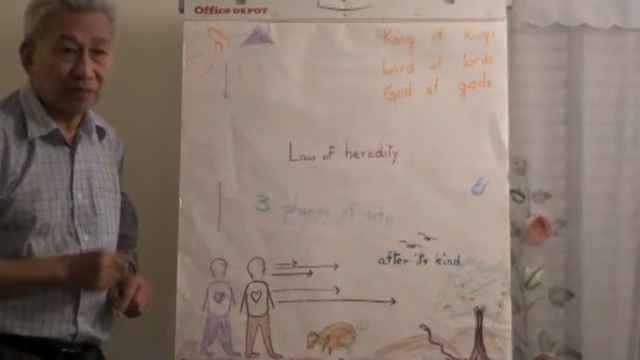 Office DEPOT
King of kings
Lord of lords
God of gods
Law of heredity
3 planes of life
after its kind